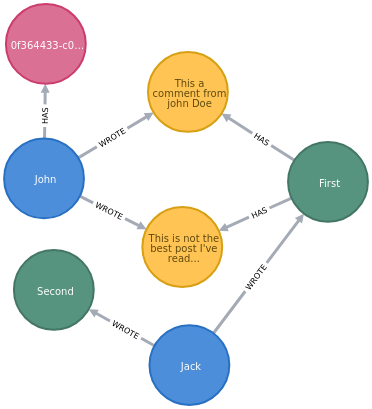 0f364433-c0...
HAS
This a
comment from
john Doe
WROTE
HAS
John
First
WROTE
HAS
This is not the
best post I've
read...
WROTE
Second
WROTE
Jack